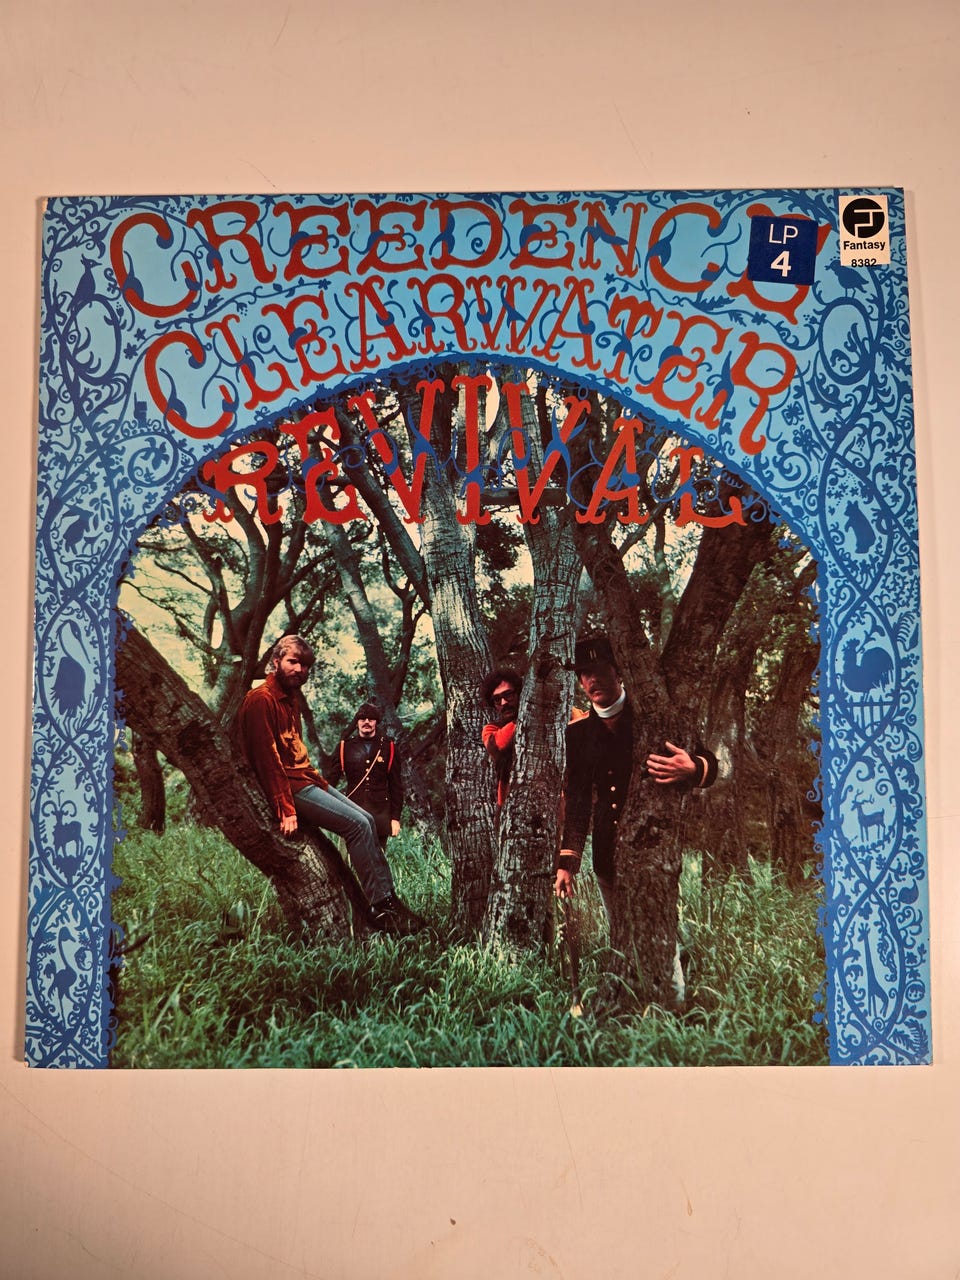 CREEDENCE
CLEARWATER
REVIVAL
LP
4
Fantasy
8382